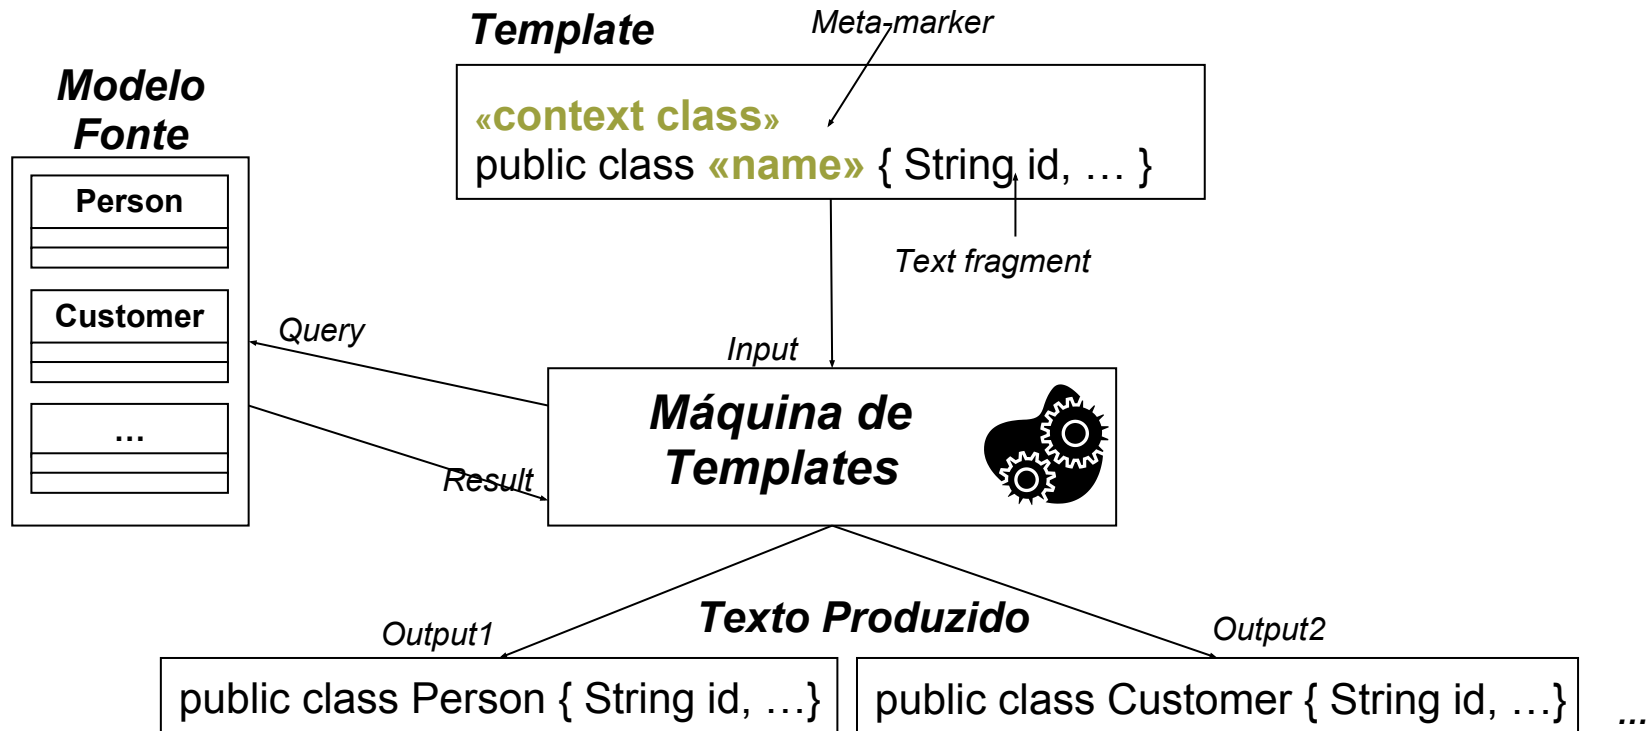 Template
Meta-marker
Modelo
Fonte
«context class»
public class «name» { String id, … }
Person
Text fragment
Customer
Query
Input
…
Máquina de
Templates
Result
Texto Produzido
Output1
Output2
public class Person { String id, …}
public class Customer { String id, …}
...